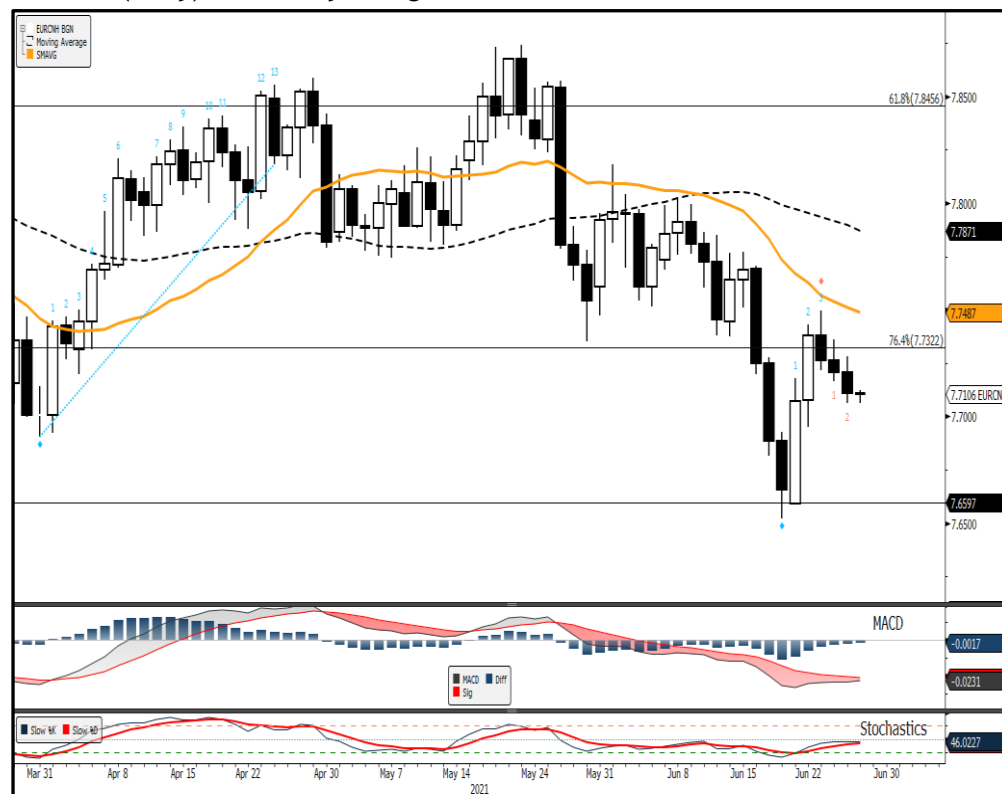 EURCNH BGN
Moving Average
SMAVG
1 2 3 4 5 6 7 8 9 10 11 12 13
61.8%(7.8456)
7.8500
7.8000
7.7871
7.7487
76.4%(7.7322)
1 2 3
1 2
7.7106 EURCN
7.7000
7.6597
7.6500
MACD
-0.0017
-0.0231
MACD Diff
Sig
Stochastics
Slow %K Slow %D
46.0227
Mar 31 Apr 8 Apr 15 Apr 22 Apr 30 May 7 May 14 May 24 May 31 Jun 8 Jun 15 Jun 22 Jun 30
2021